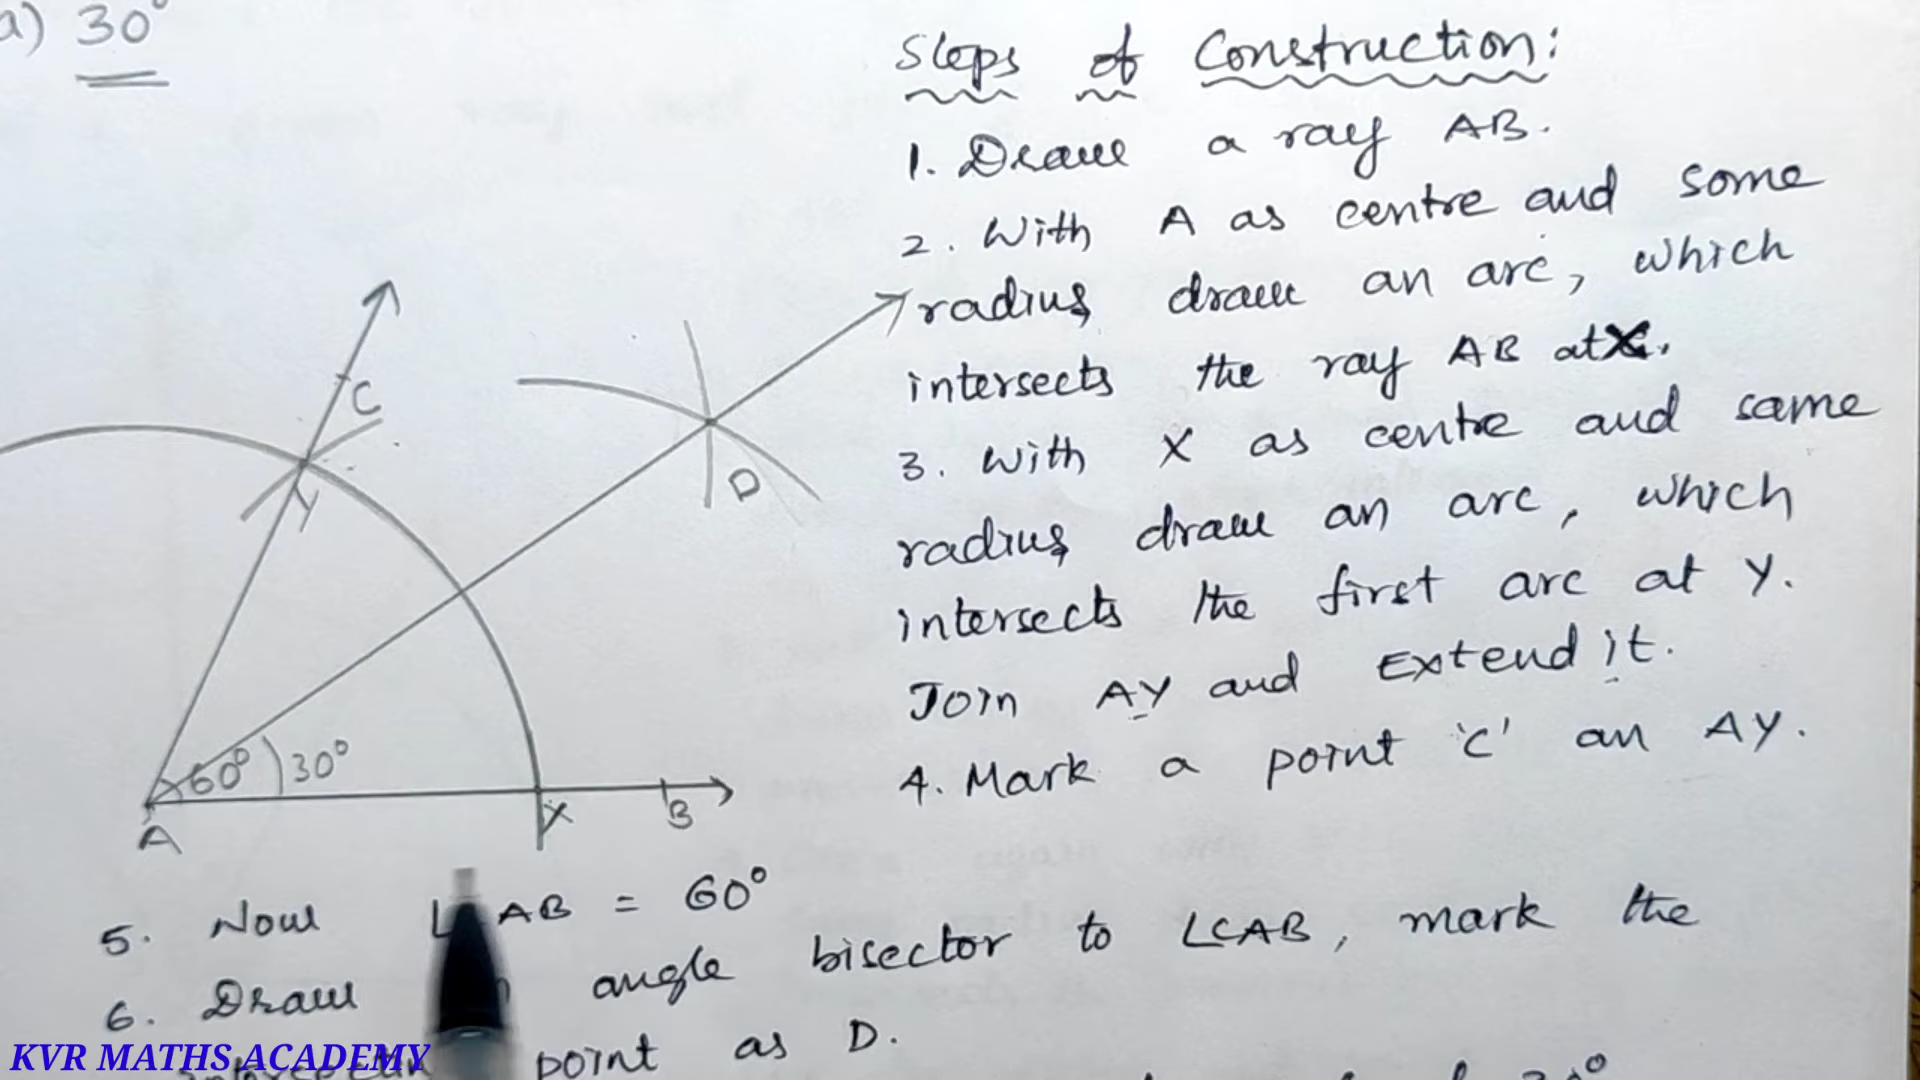 a) 30°
Steps of Construction:
1. Draw a ray AB.
2. With A as centre and some
radius, draw an arc, which
intersects the ray AB at X.
3. With X as centre and same
radius, draw an arc, which
intersects the first arc at Y.
Join AY and Extend it.
4. Mark a point 'C' an AY.
C
D
Y
60° 30°
A X B
5. Now AB = 60°
6. Draw angle bisector to ∠CAB, mark the
point as D.
KVR MATHS ACADEMY